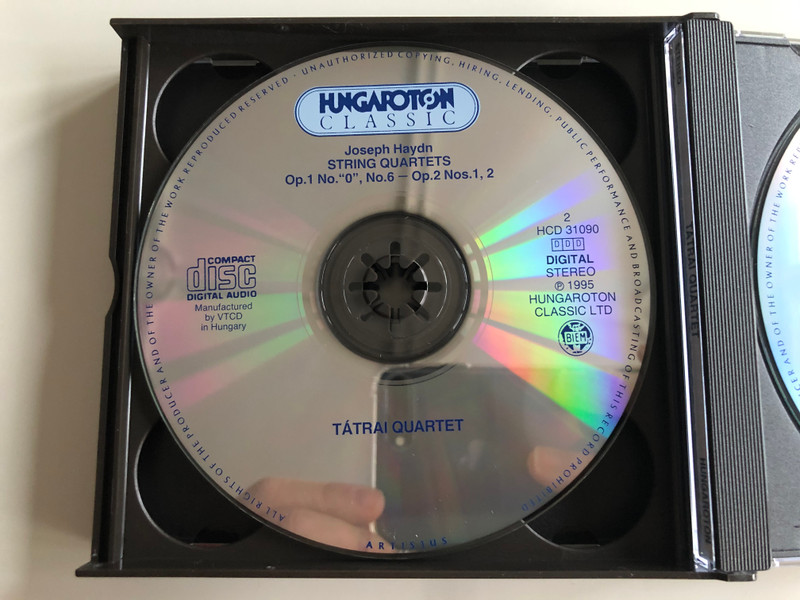 ALL RIGHTS OF THE PRODUCER AND OF THE OWNER OF THE WORK REPRODUCED RESERVED · UNAUTHORIZED COPYING, HIRING, LENDING, PUBLIC PERFORMANCE AND BROADCASTING OF THIS RECORD PROHIBITED
HUNGAROTON
CLASSIC
Joseph Haydn
STRING QUARTETS
Op.1 No.“0”, No.6 – Op.2 Nos.1, 2
COMPACT
disc
DIGITAL AUDIO
Manufactured
by VTCD
in Hungary
2
HCD 31090
DDD
DIGITAL
STEREO
℗ 1995
HUNGAROTON
CLASSIC LTD
BIEM
TÁTRAI QUARTET
ARTISJUS
TÁTRAI QUARTET
HUNGAROTON